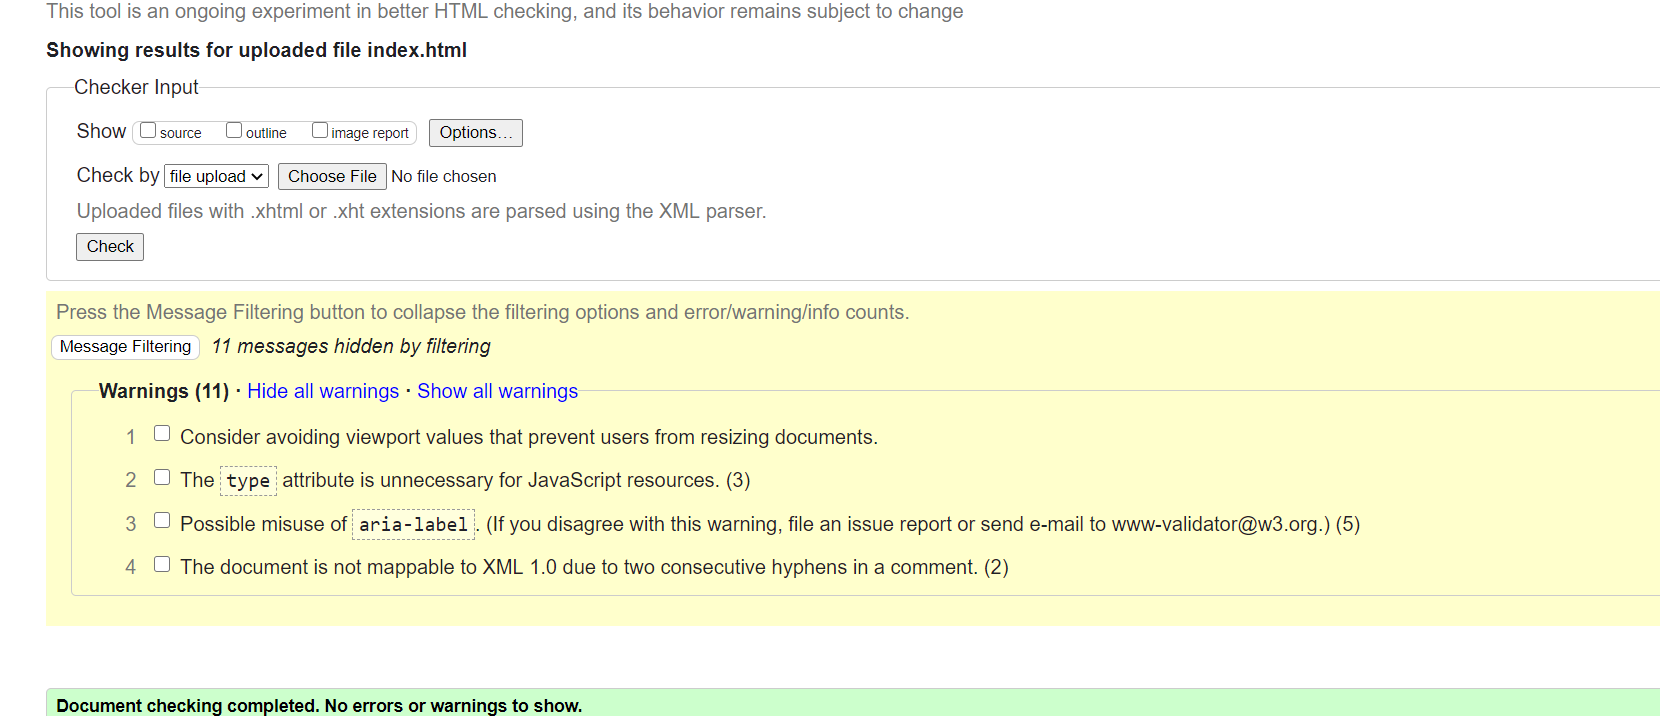 This tool is an ongoing experiment in better HTML checking, and its behavior remains subject to change
Showing results for uploaded file index.html
Checker Input
Show source outline image report Options…
Check by file upload Choose File No file chosen
Uploaded files with .xhtml or .xht extensions are parsed using the XML parser.
Check
Press the Message Filtering button to collapse the filtering options and error/warning/info counts.
Message Filtering 11 messages hidden by filtering
Warnings (11) · Hide all warnings · Show all warnings
1 Consider avoiding viewport values that prevent users from resizing documents.
2 The type attribute is unnecessary for JavaScript resources. (3)
3 Possible misuse of aria-label. (If you disagree with this warning, file an issue report or send e-mail to www-validator@w3.org.) (5)
4 The document is not mappable to XML 1.0 due to two consecutive hyphens in a comment. (2)
Document checking completed. No errors or warnings to show.